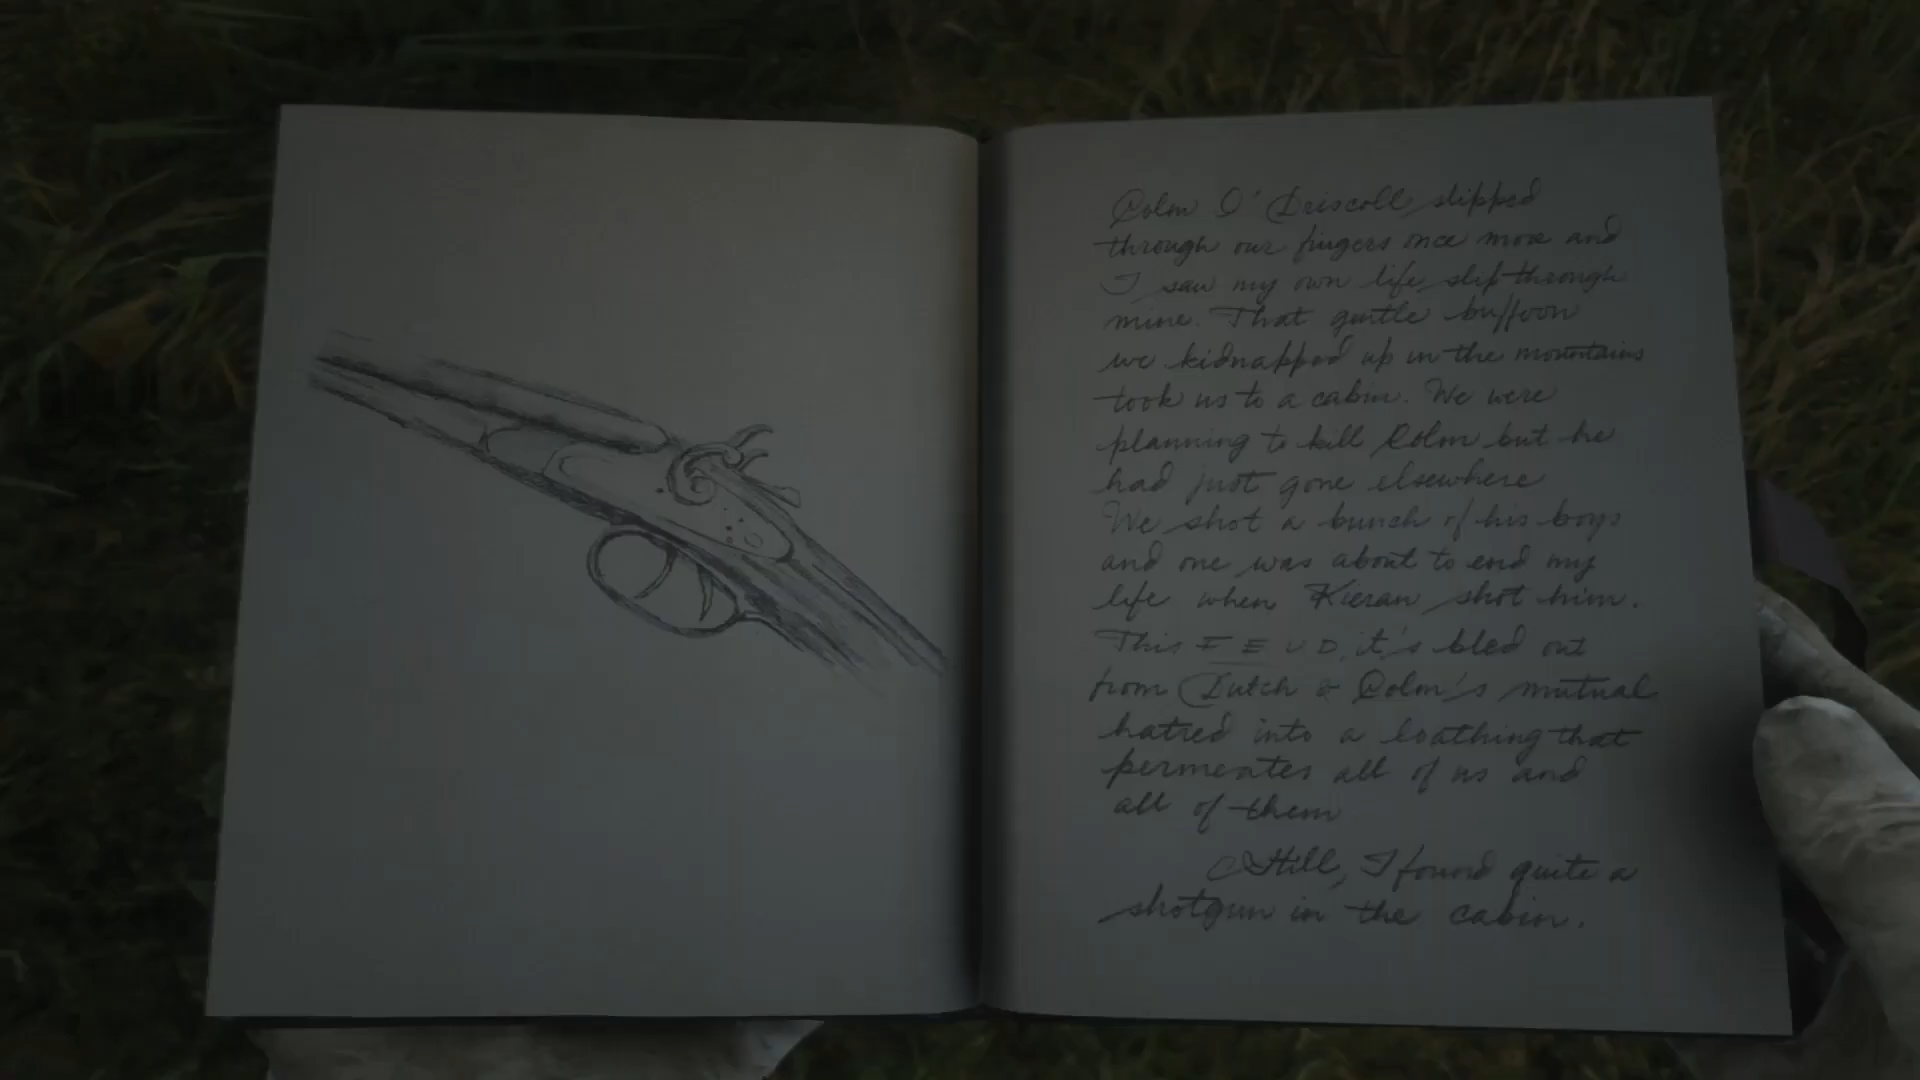 Colm O'Driscoll slipped
through our fingers once more and
I saw my own life slip through
mine. That gentle buffoon
we kidnapped up in the mountains
took us to a cabin. We were
planning to kill Colm but he
had just gone elsewhere
We shot a bunch of his boys
and one was about to end my
life when Kieran shot him.
This FEUD, it's bled out
from Dutch & Colm's mutual
hatred into a loathing that
permeates all of us and
all of them
Still, I found quite a
shotgun in the cabin.